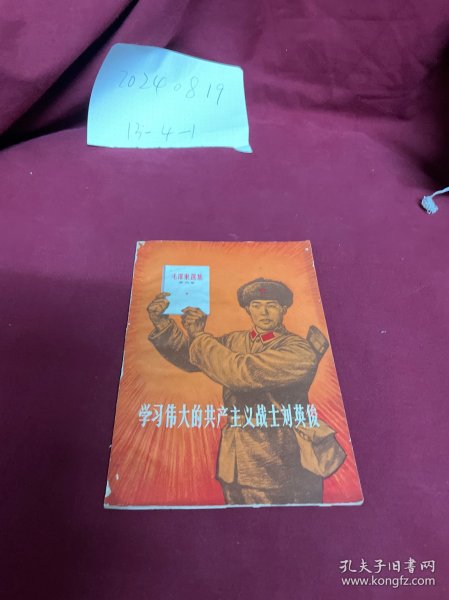 20240819
13-4-1
毛泽东选集
学习伟大的共产主义战士刘英俊
孔夫子旧书网
www.kongfz.com